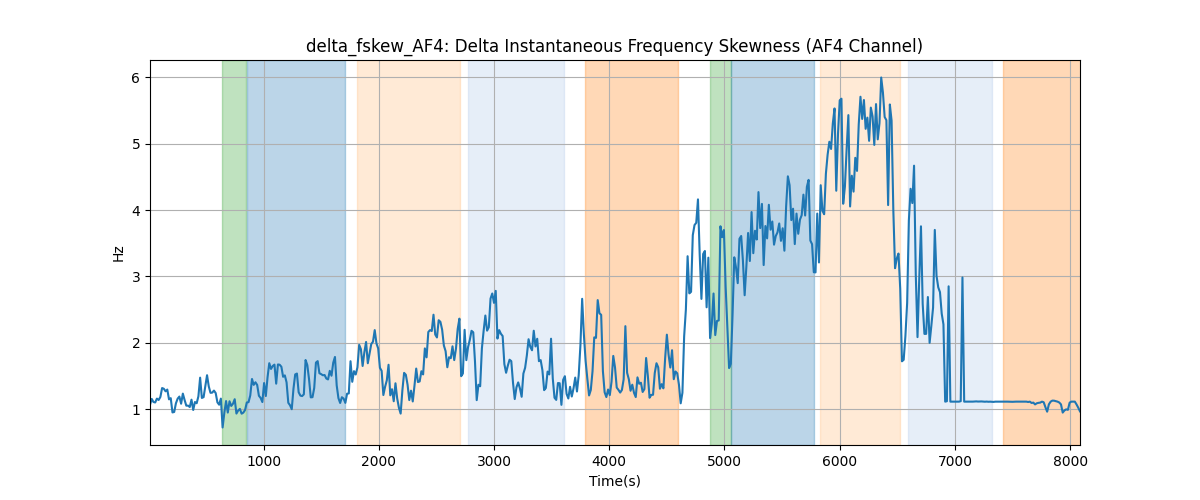 delta_fskew_AF4: Delta Instantaneous Frequency Skewness (AF4 Channel)
6
5
4
3
2
1
Hz
1000 2000 3000 4000 5000 6000 7000 8000
Time(s)